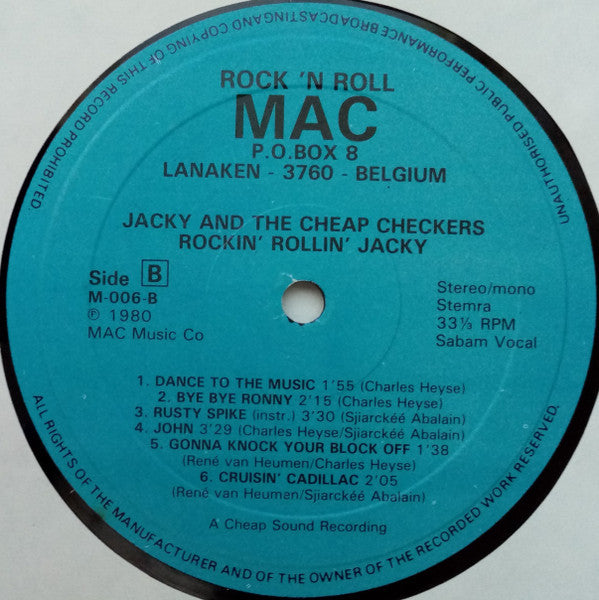 UNAUTHORISED PUBLIC PERFORMANCE BROADCASTING AND COPYING OF THIS RECORD PROHIBITED.
ROCK 'N ROLL
MAC
P.O.BOX 8
LANAKEN - 3760 - BELGIUM
JACKY AND THE CHEAP CHECKERS
ROCKIN' ROLLIN' JACKY
Side B
M-006-B
℗ 1980
MAC Music Co
Stereo/mono
Stemra
33⅓ RPM
Sabam Vocal
1. DANCE TO THE MUSIC 1'55 (Charles Heyse)
2. BYE BYE RONNY 2'15 (Charles Heyse)
3. RUSTY SPIKE (instr.) 3'30 (Sjiarckéé Abalain)
4. JOHN 3'29 (Charles Heyse/Sjiarckéé Abalain)
5. GONNA KNOCK YOUR BLOCK OFF 1'38
(René van Heumen/Charles Heyse)
6. CRUISIN' CADILLAC 2'05
(René van Heumen/Sjiarckéé Abalain)
A Cheap Sound Recording
ALL RIGHTS OF THE MANUFACTURER AND OF THE OWNER OF THE RECORDED WORK RESERVED.